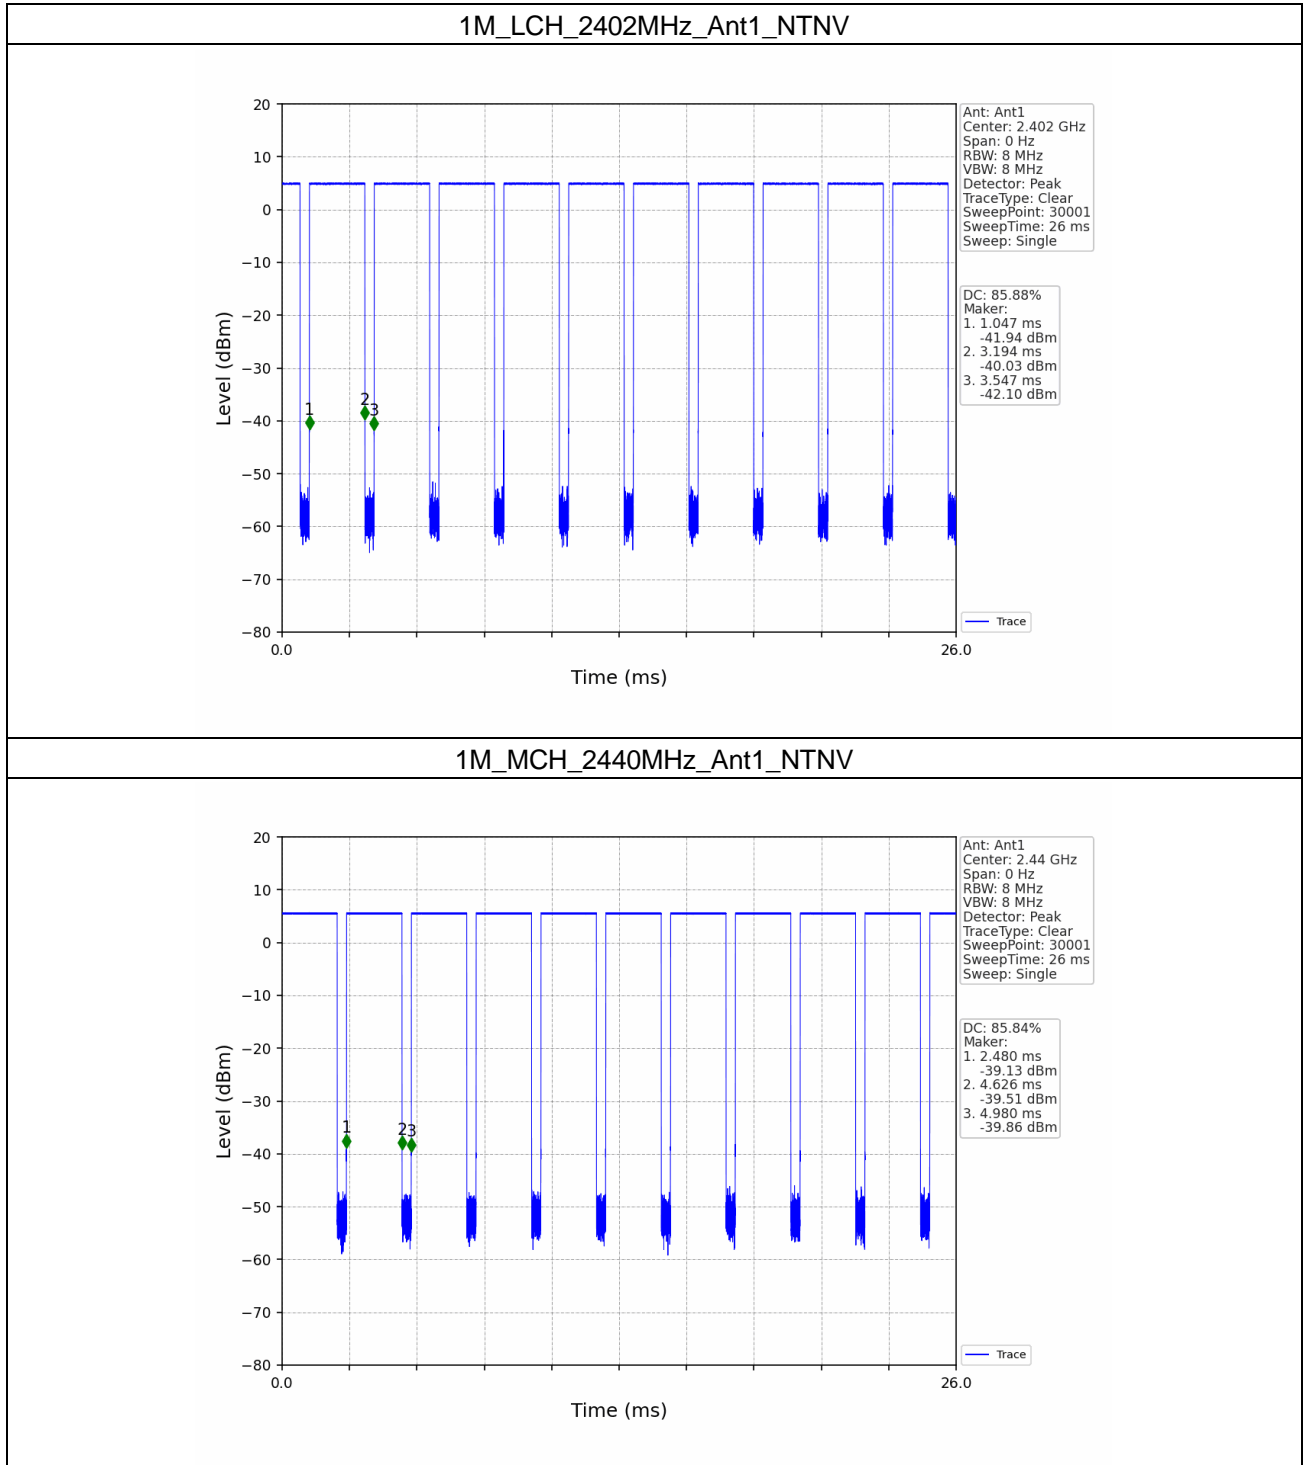 1M_LCH_2402MHz_Ant1_NTNV
20
10
0
−10
−20
−30
−40
−50
−60
−70
−80
Level (dBm)
1
2
3
0.0
26.0
Time (ms)
Ant: Ant1
Center: 2.402 GHz
Span: 0 Hz
RBW: 8 MHz
VBW: 8 MHz
Detector: Peak
TraceType: Clear
SweepPoint: 30001
SweepTime: 26 ms
Sweep: Single
DC: 85.88%
Maker:
1. 1.047 ms
-41.94 dBm
2. 3.194 ms
-40.03 dBm
3. 3.547 ms
-42.10 dBm
Trace
1M_MCH_2440MHz_Ant1_NTNV
20
10
0
−10
−20
−30
−40
−50
−60
−70
−80
Level (dBm)
1
2
3
0.0
26.0
Time (ms)
Ant: Ant1
Center: 2.44 GHz
Span: 0 Hz
RBW: 8 MHz
VBW: 8 MHz
Detector: Peak
TraceType: Clear
SweepPoint: 30001
SweepTime: 26 ms
Sweep: Single
DC: 85.84%
Maker:
1. 2.480 ms
-39.13 dBm
2. 4.626 ms
-39.51 dBm
3. 4.980 ms
-39.86 dBm
Trace